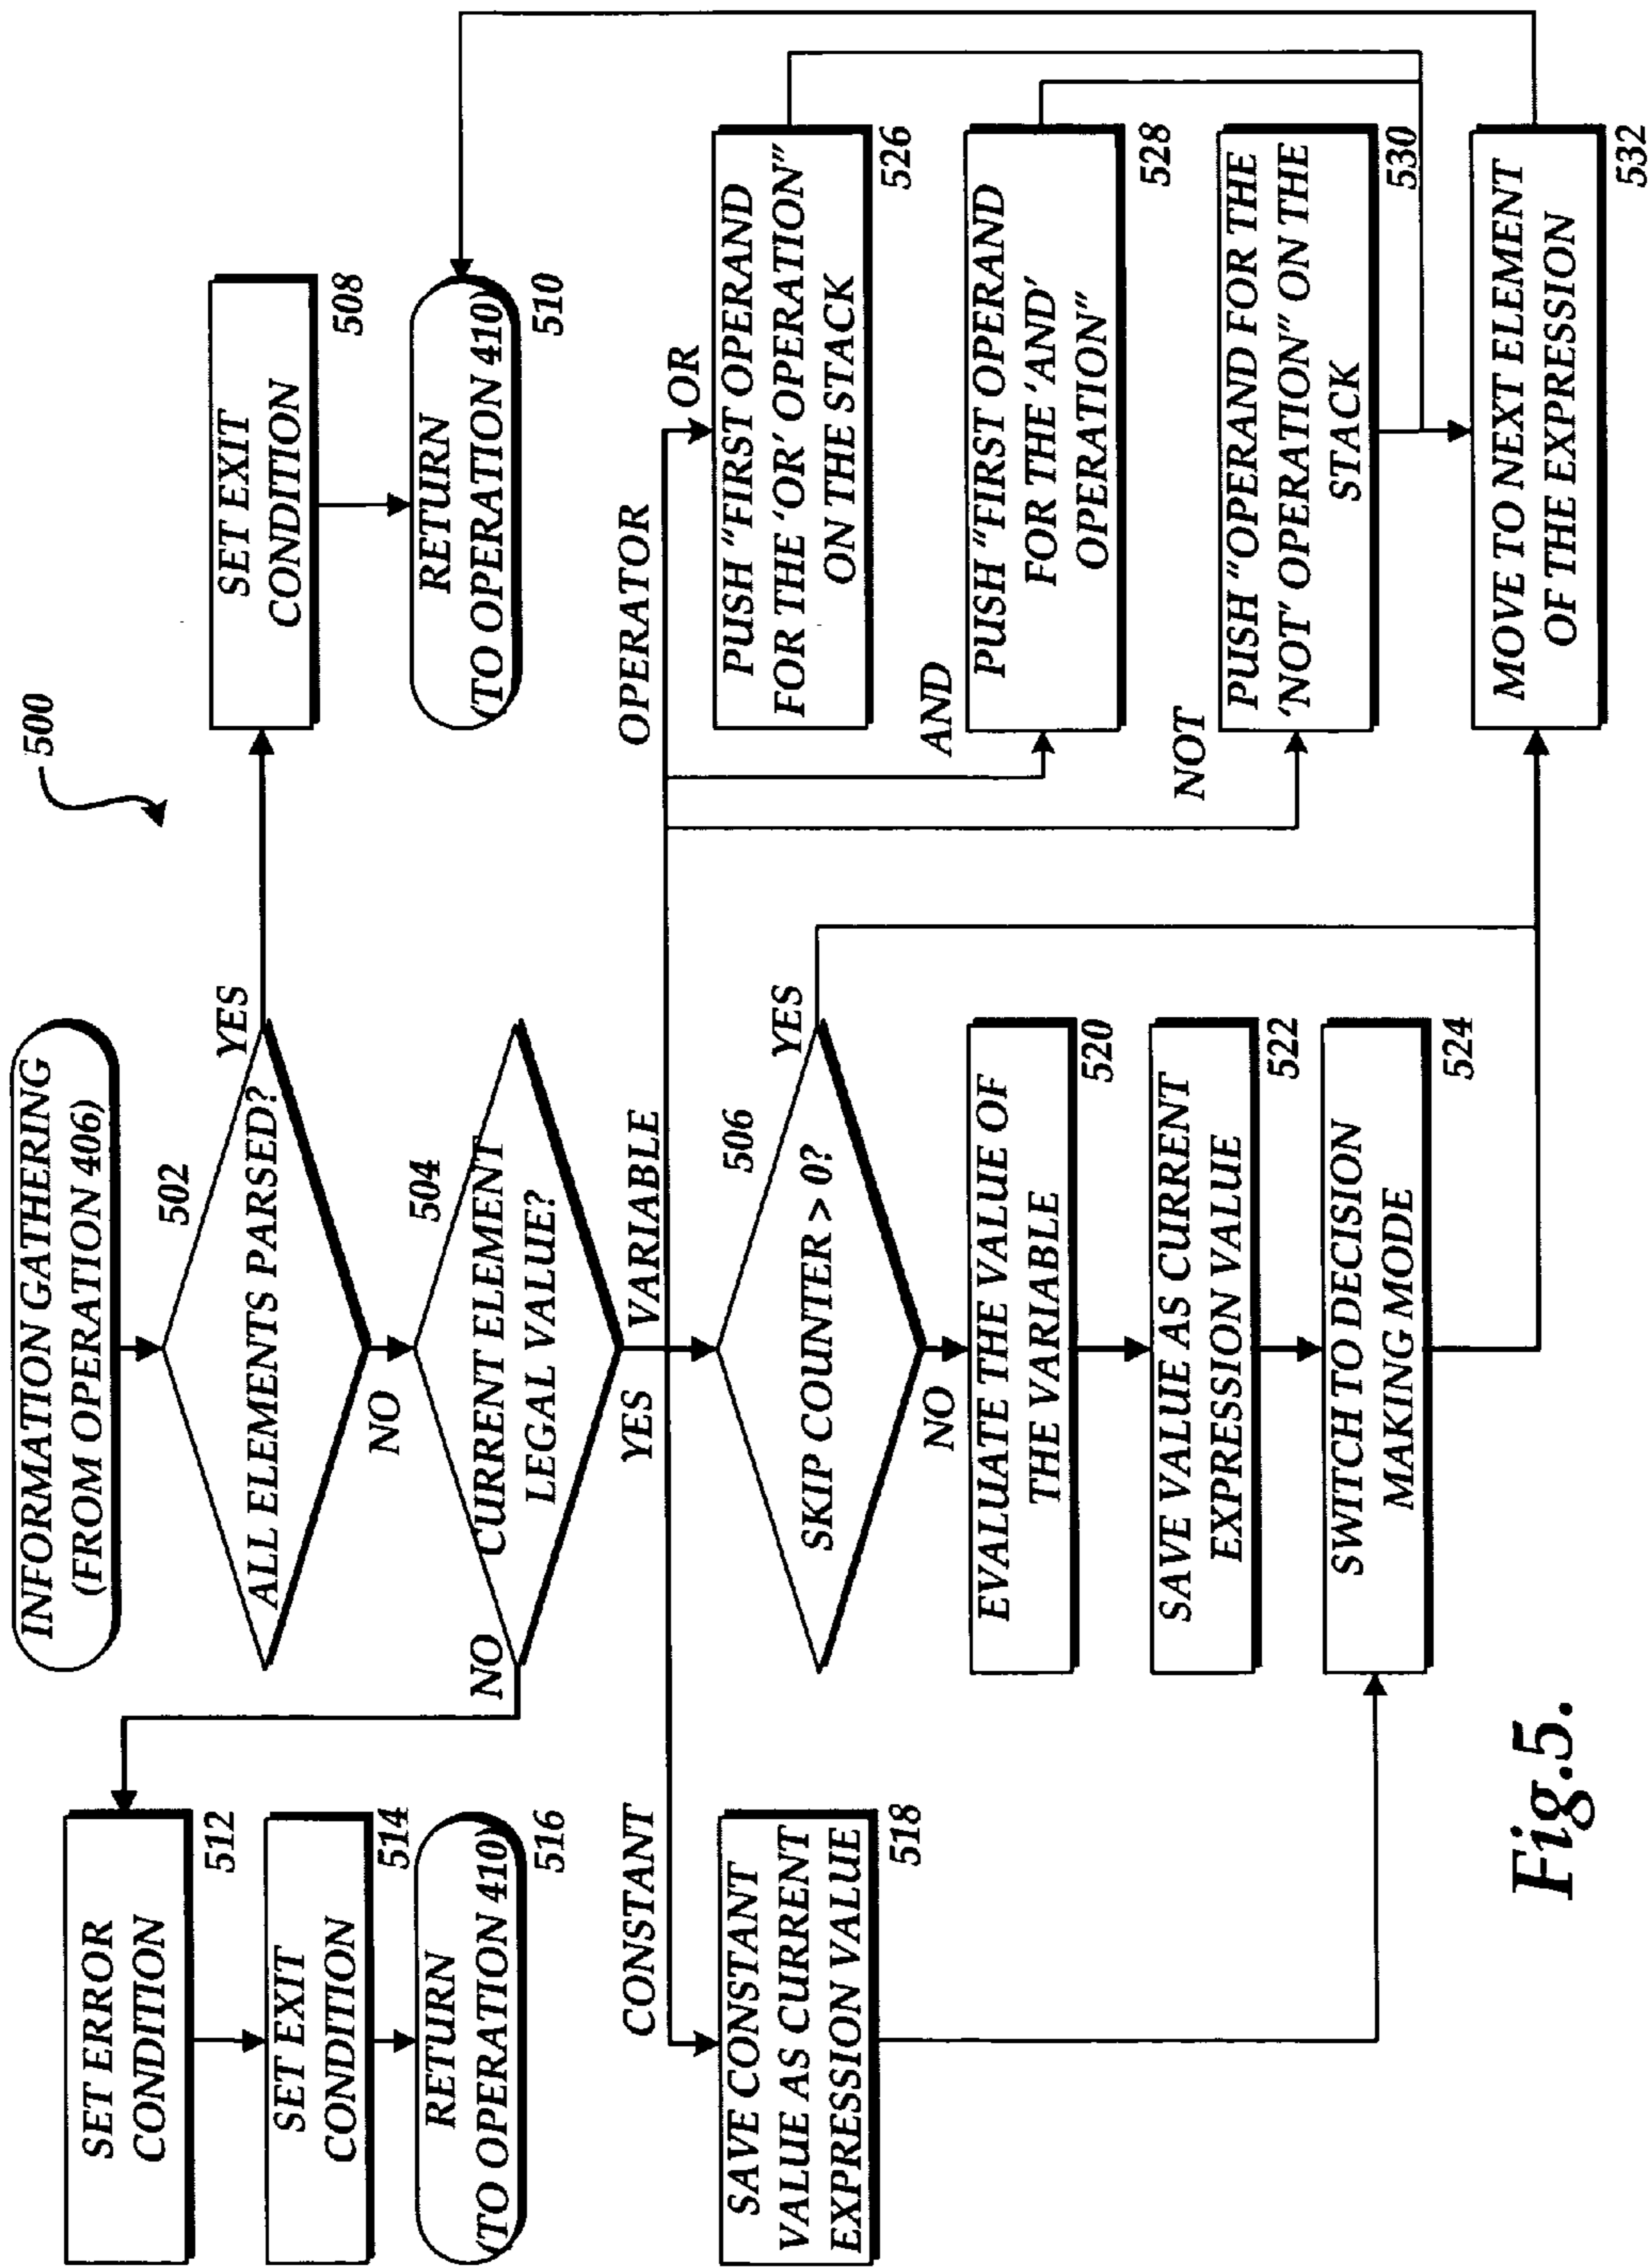 500
INFORMATION GATHERING
(FROM OPERATION 406)
502
ALL ELEMENTS PARSED?
YES
NO
SET EXIT
CONDITION
508
RETURN
(TO OPERATION 410)
510
504
CURRENT ELEMENT
LEGAL VALUE?
NO
YES
SET ERROR
CONDITION
512
SET EXIT
CONDITION
514
RETURN
(TO OPERATION 410)
516
CONSTANT
VARIABLE
OPERATOR
SAVE CONSTANT
VALUE AS CURRENT
EXPRESSION VALUE
518
506
SKIP COUNTER > 0?
YES
NO
EVALUATE THE VALUE OF
THE VARIABLE
520
SAVE VALUE AS CURRENT
EXPRESSION VALUE
522
SWITCH TO DECISION
MAKING MODE
524
OR
PUSH "FIRST OPERAND
FOR THE 'OR' OPERATION"
ON THE STACK
526
AND
PUSH "FIRST OPERAND
FOR THE 'AND'
OPERATION"
528
NOT
PUSH "OPERAND FOR THE
'NOT' OPERATION" ON THE
STACK
530
MOVE TO NEXT ELEMENT
OF THE EXPRESSION
532
Fig.5.